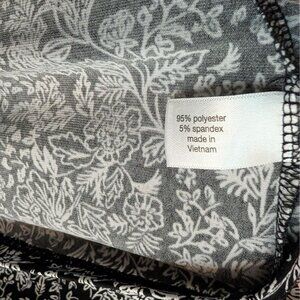 95% polyester
5% spandex
made in
Vietnam